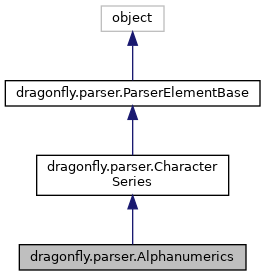 object
dragonfly.parser.ParserElementBase
dragonfly.parser.Character
Series
dragonfly.parser.Alphanumerics